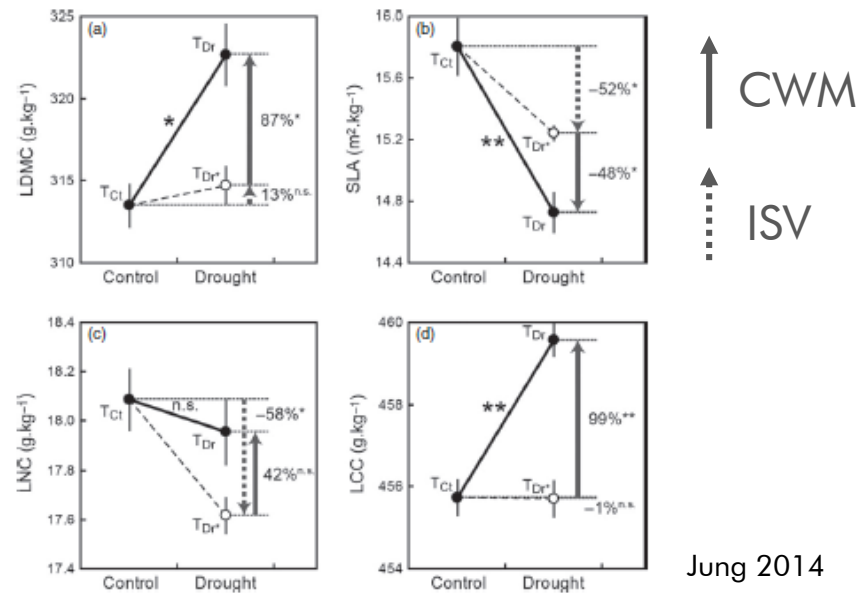 (a)
LDMC (g.kg⁻¹)
325
320
315
310
T_Dr
*
87%*
T_Dr*
T_Ct
13%ⁿ·ˢ·
Control
Drought
(b)
SLA (m².kg⁻¹)
16.0
15.6
15.2
14.8
14.4
T_Ct
–52%*
T_Dr*
**
–48%*
T_Dr
Control
Drought
CWM
ISV
(c)
LNC (g.kg⁻¹)
18.4
18.2
18.0
17.8
17.6
17.4
T_Ct
n.s.
–58%*
T_Dr
42%ⁿ·ˢ·
T_Dr*
Control
Drought
(d)
LCC (g.kg⁻¹)
460
458
456
454
T_Dr
**
99%**
T_Ct
T_Dr*
–1%ⁿ·ˢ·
Control
Drought
Jung 2014